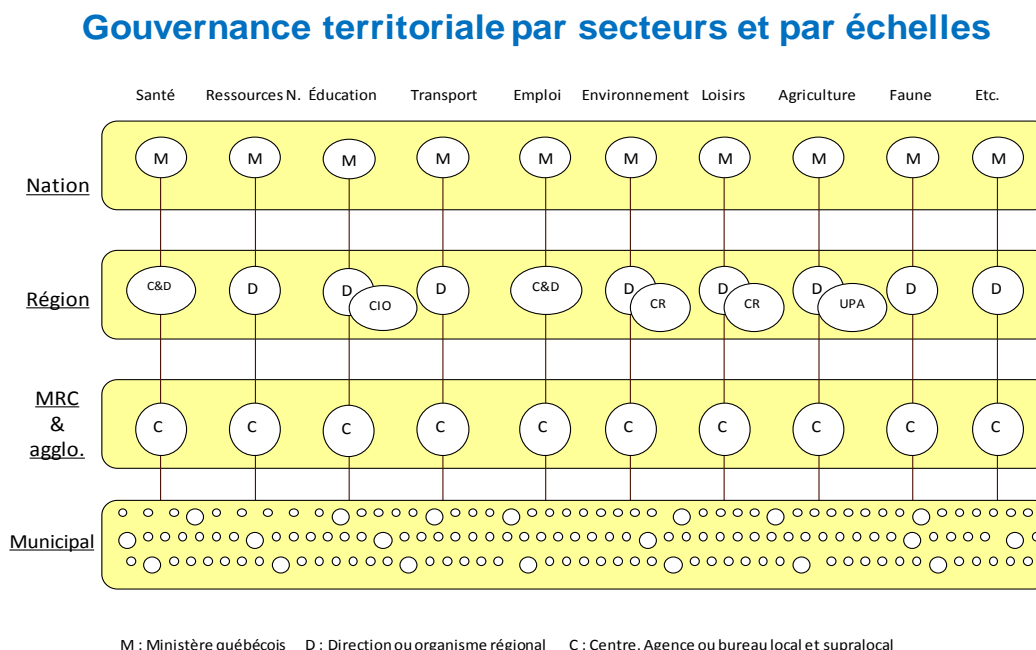 Gouvernance territoriale par secteurs et par échelles
Santé Ressources N. Éducation Transport Emploi Environnement Loisirs Agriculture Faune Etc.
M M M M M M M M M M
Nation
C&D D D CIO D C&D D CR D CR D UPA D D
Région
MRC
&
agglo.
C C C C C C C C C C
Municipal
M : Ministère québécois D : Direction ou organisme régional C : Centre, Agence ou bureau local et supralocal